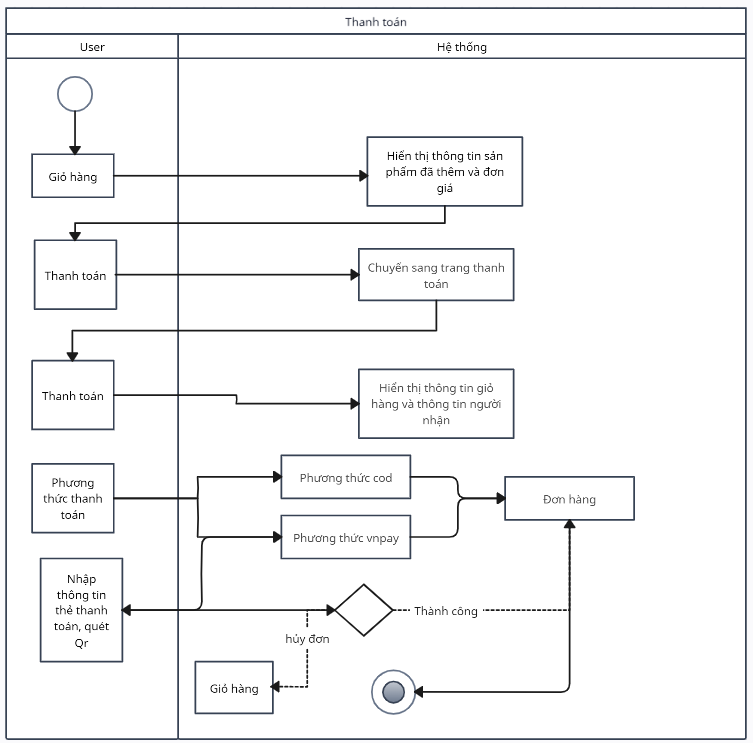 Thanh toán
User
Hệ thống
Giỏ hàng
Hiển thị thông tin sản
phẩm đã thêm và đơn
giá
Thanh toán
Chuyển sang trang thanh
toán
Thanh toán
Hiển thị thông tin giỏ
hàng và thông tin người
nhận
Phương
thức thanh
toán
Phương thức cod
Đơn hàng
Phương thức vnpay
Nhập
thông tin
thẻ thanh
toán, quét
Qr
Thành công
hủy đơn
Giỏ hàng